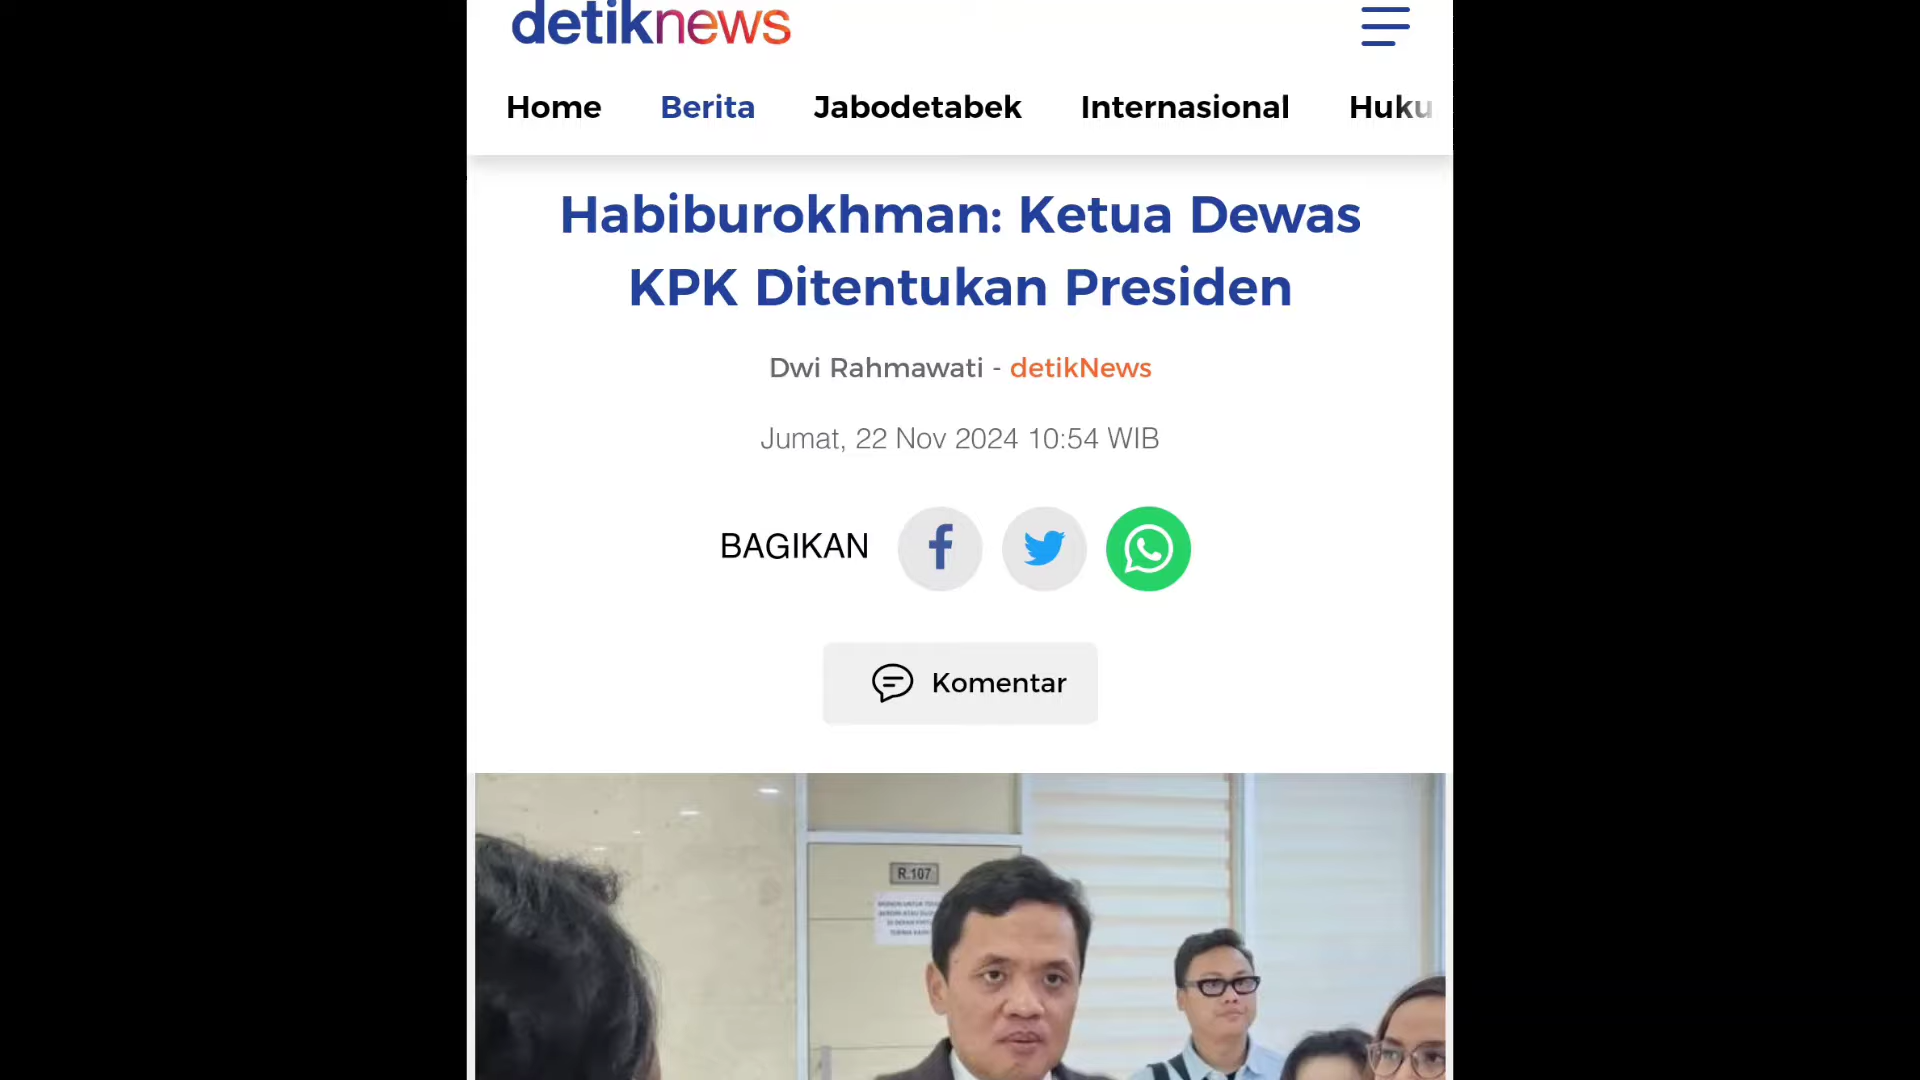 detiknews
Home Berita Jabodetabek Internasional Huku
Habiburokhman: Ketua Dewas
KPK Ditentukan Presiden
Dwi Rahmawati - detikNews
Jumat, 22 Nov 2024 10:54 WIB
BAGIKAN
Komentar
R.107